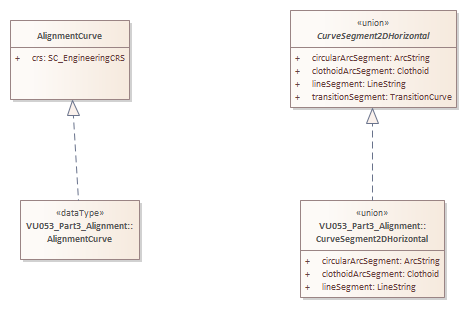 AlignmentCurve
+ crs: SC_EngineeringCRS
«union»
CurveSegment2DHorizontal
+ circularArcSegment: ArcString
+ clothoidArcSegment: Clothoid
+ lineSegment: LineString
+ transitionSegment: TransitionCurve
«dataType»
VU053_Part3_Alignment::
AlignmentCurve
«union»
VU053_Part3_Alignment::
CurveSegment2DHorizontal
+ circularArcSegment: ArcString
+ clothoidArcSegment: Clothoid
+ lineSegment: LineString